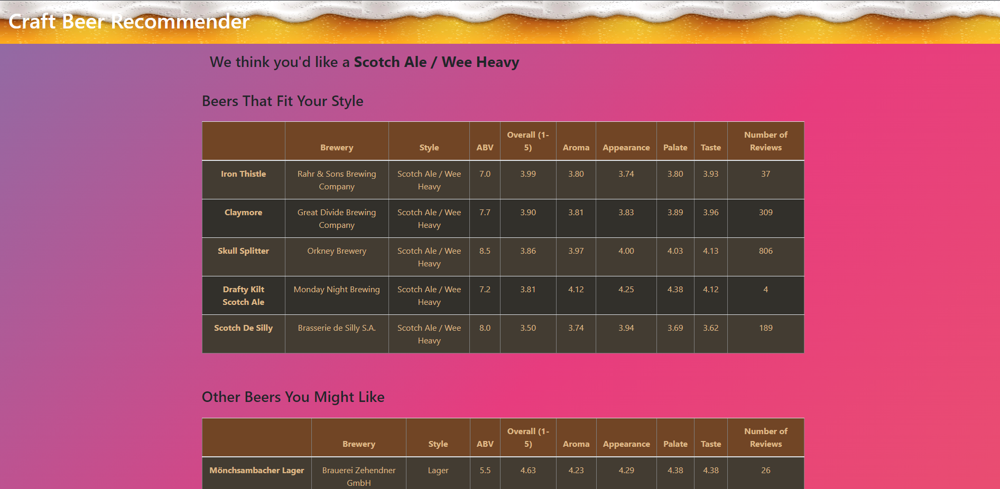 Craft Beer Recommender
We think you'd like a Scotch Ale / Wee Heavy
Beers That Fit Your Style
Brewery Style ABV Overall (1-5) Aroma Appearance Palate Taste Number of Reviews
Iron Thistle Rahr & Sons Brewing Company Scotch Ale / Wee Heavy 7.0 3.99 3.80 3.74 3.80 3.93 37
Claymore Great Divide Brewing Company Scotch Ale / Wee Heavy 7.7 3.90 3.81 3.83 3.89 3.96 309
Skull Splitter Orkney Brewery Scotch Ale / Wee Heavy 8.5 3.86 3.97 4.00 4.03 4.13 806
Drafty Kilt Scotch Ale Monday Night Brewing Scotch Ale / Wee Heavy 7.2 3.81 4.12 4.25 4.38 4.12 4
Scotch De Silly Brasserie de Silly S.A. Scotch Ale / Wee Heavy 8.0 3.50 3.74 3.94 3.69 3.62 189
Other Beers You Might Like
Brewery Style ABV Overall (1-5) Aroma Appearance Palate Taste Number of Reviews
Mönchsambacher Lager Brauerei Zehendner GmbH Lager 5.5 4.63 4.23 4.29 4.38 4.38 26